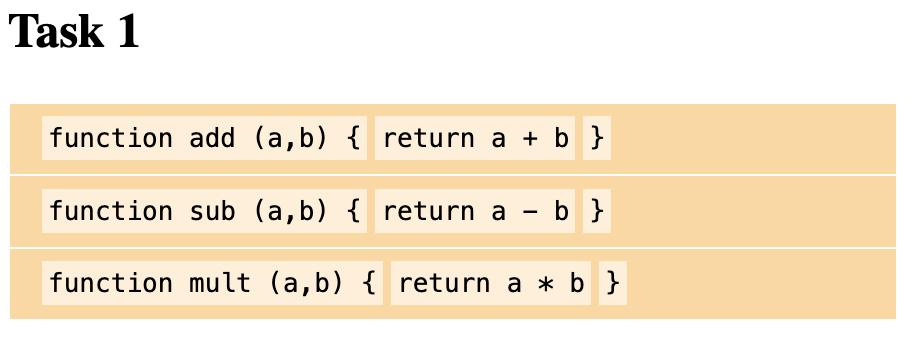 Task 1
function add (a,b) { return a + b }
function sub (a,b) { return a - b }
function mult (a,b) { return a * b }